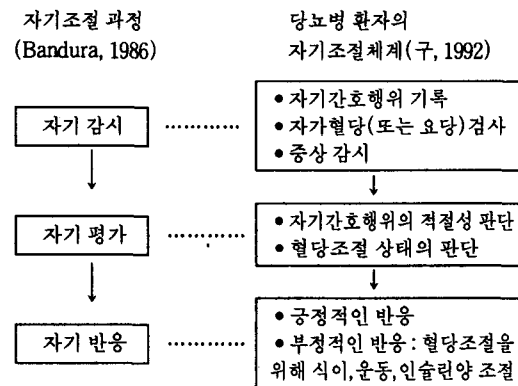 자기조절 과정
(Bandura, 1986)
당뇨병 환자의
자기조절체계(구, 1992)
자기 감시
• 자기간호행위 기록
• 자가혈당(또는 요당)검사
• 증상 감시
자기 평가
• 자기간호행위의 적절성 판단
• 혈당조절 상태의 판단
자기 반응
• 긍정적인 반응
• 부정적인 반응 : 혈당조절을
위해 식이,운동,인슐린양 조절